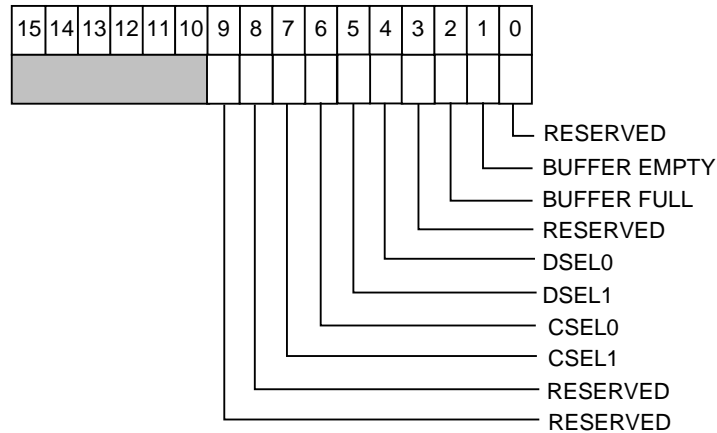 15 14 13 12 11 10 9 8 7 6 5 4 3 2 1 0
RESERVED
BUFFER EMPTY
BUFFER FULL
RESERVED
DSEL0
DSEL1
CSEL0
CSEL1
RESERVED
RESERVED